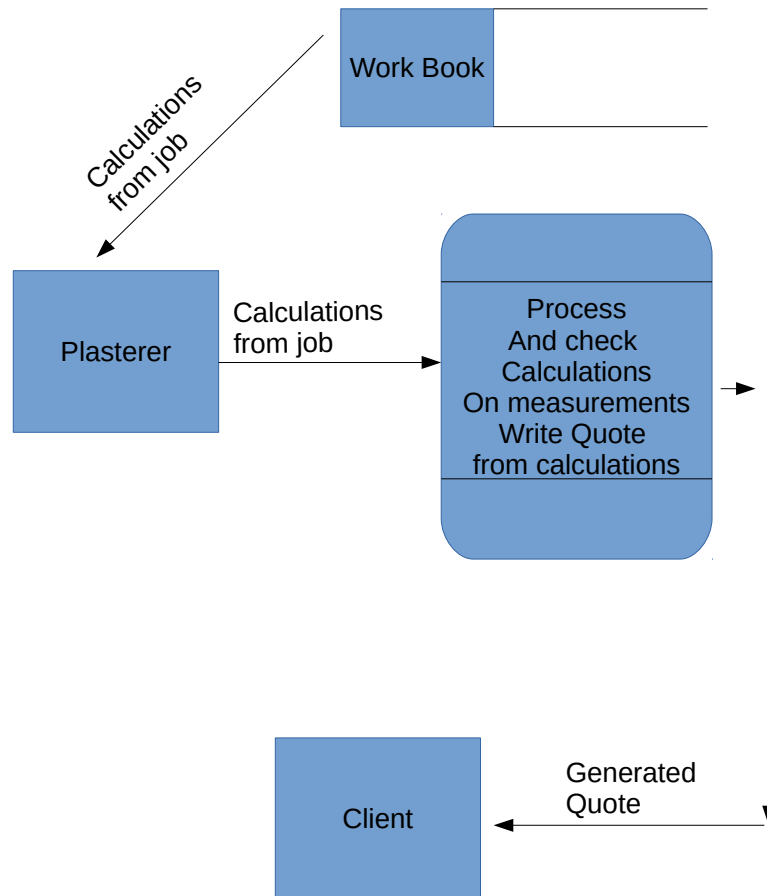 Work Book
Calculations
from job
Plasterer
Calculations
from job
Process
And check
Calculations
On measurements
Write Quote
from calculations
Client
Generated
Quote